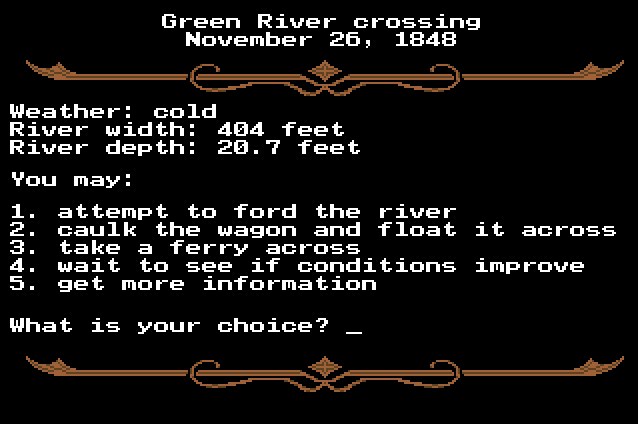 Green River crossing
November 26, 1848
Weather: cold
River width: 404 feet
River depth: 20.7 feet
You may:
1. attempt to ford the river
2. caulk the wagon and float it across
3. take a ferry across
4. wait to see if conditions improve
5. get more information
What is your choice? _